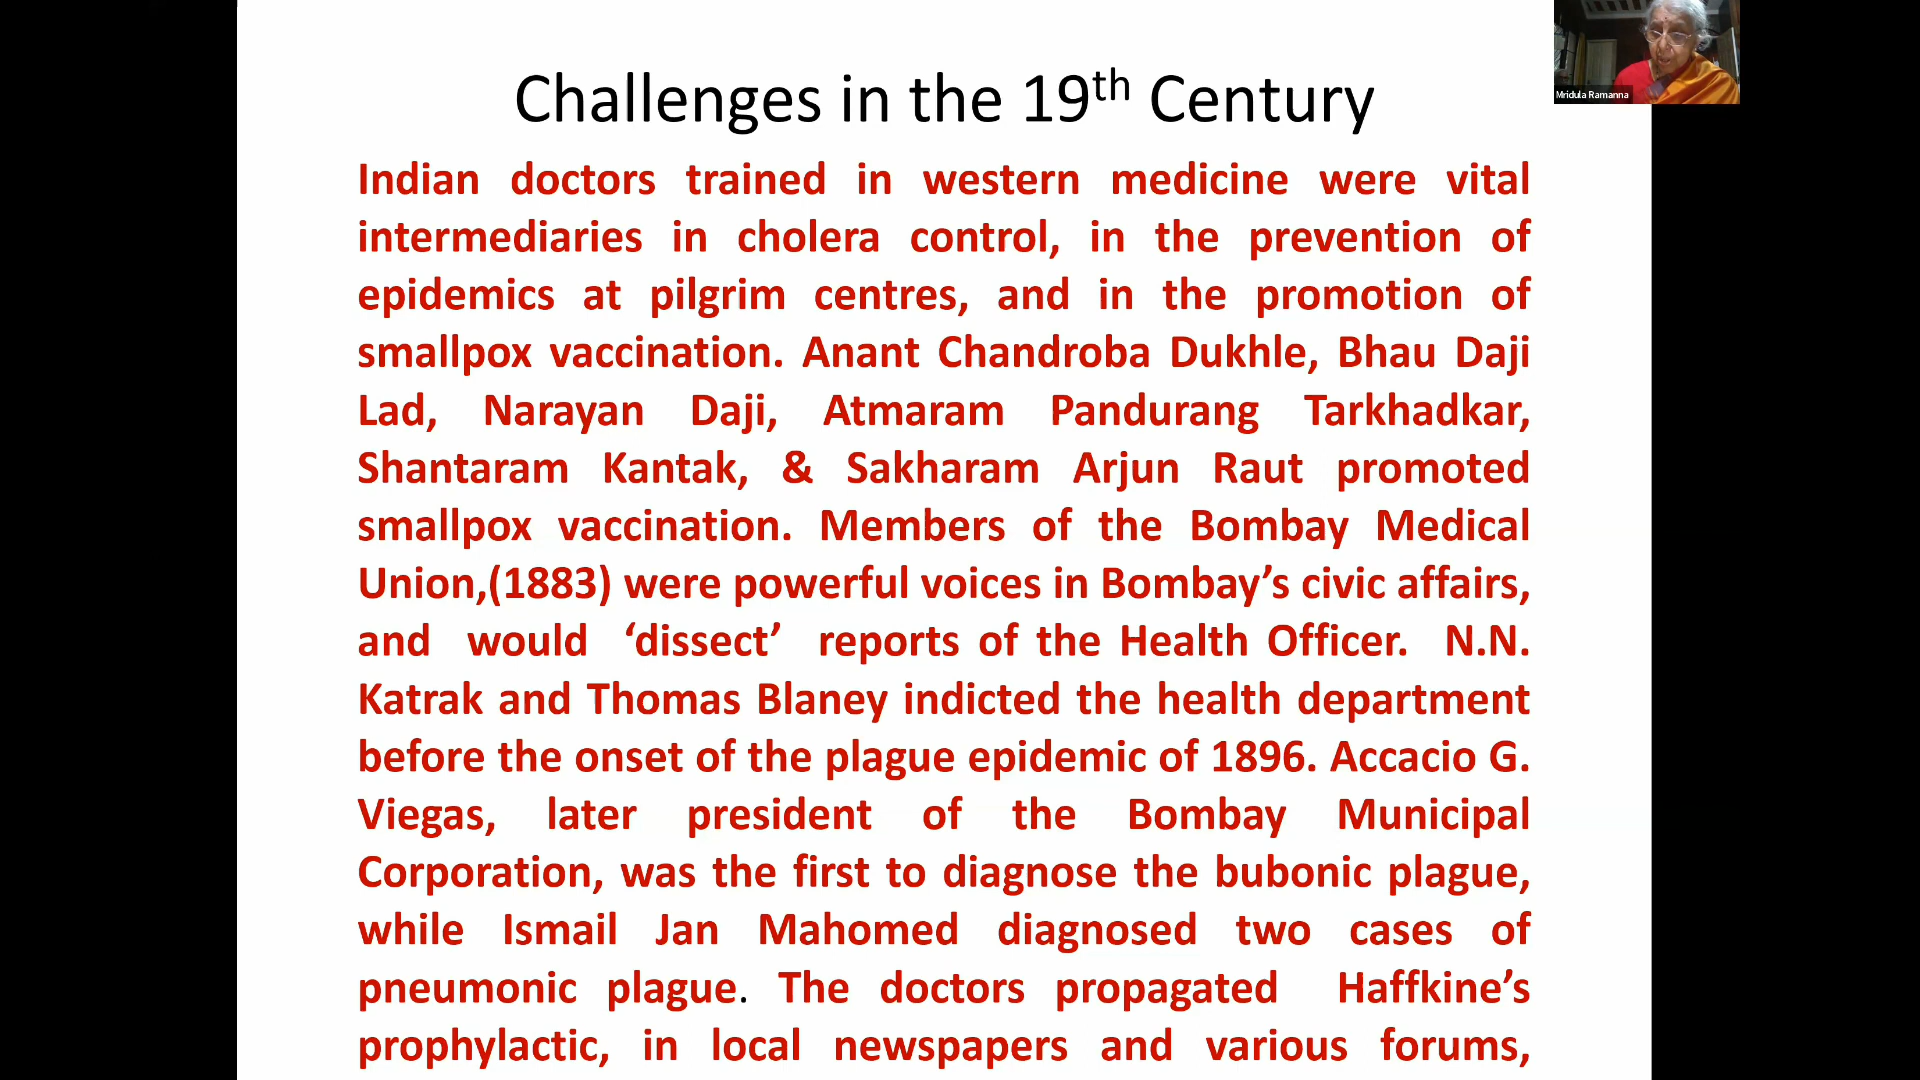 Challenges in the 19th Century
Mridula Ramanna
Indian doctors trained in western medicine were vital
intermediaries in cholera control, in the prevention of
epidemics at pilgrim centres, and in the promotion of
smallpox vaccination. Anant Chandroba Dukhle, Bhau Daji
Lad, Narayan Daji, Atmaram Pandurang Tarkhadkar,
Shantaram Kantak, & Sakharam Arjun Raut promoted
smallpox vaccination. Members of the Bombay Medical
Union,(1883) were powerful voices in Bombay’s civic affairs,
and would ‘dissect’ reports of the Health Officer. N.N.
Katrak and Thomas Blaney indicted the health department
before the onset of the plague epidemic of 1896. Accacio G.
Viegas, later president of the Bombay Municipal
Corporation, was the first to diagnose the bubonic plague,
while Ismail Jan Mahomed diagnosed two cases of
pneumonic plague. The doctors propagated Haffkine’s
prophylactic, in local newspapers and various forums,